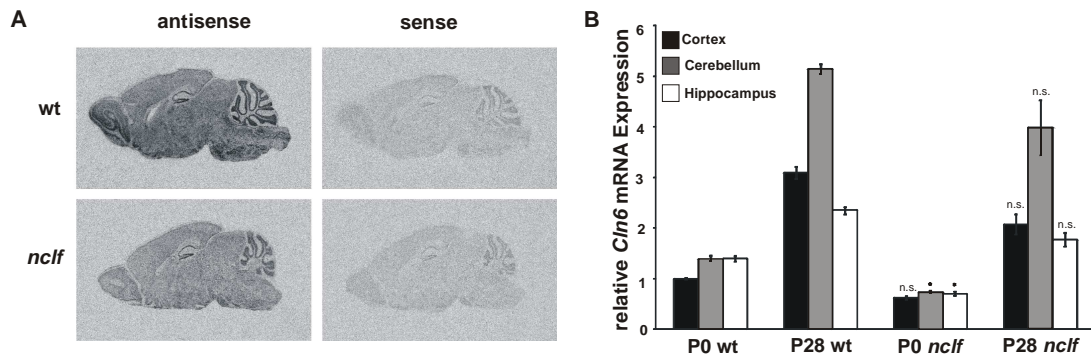 A
antisense
sense
wt
nclf
B
relative Cln6 mRNA Expression
6
5
4
3
2
1
0
Cortex
Cerebellum
Hippocampus
n.s.
*
*
n.s.
n.s.
n.s.
P0 wt
P28 wt
P0 nclf
P28 nclf